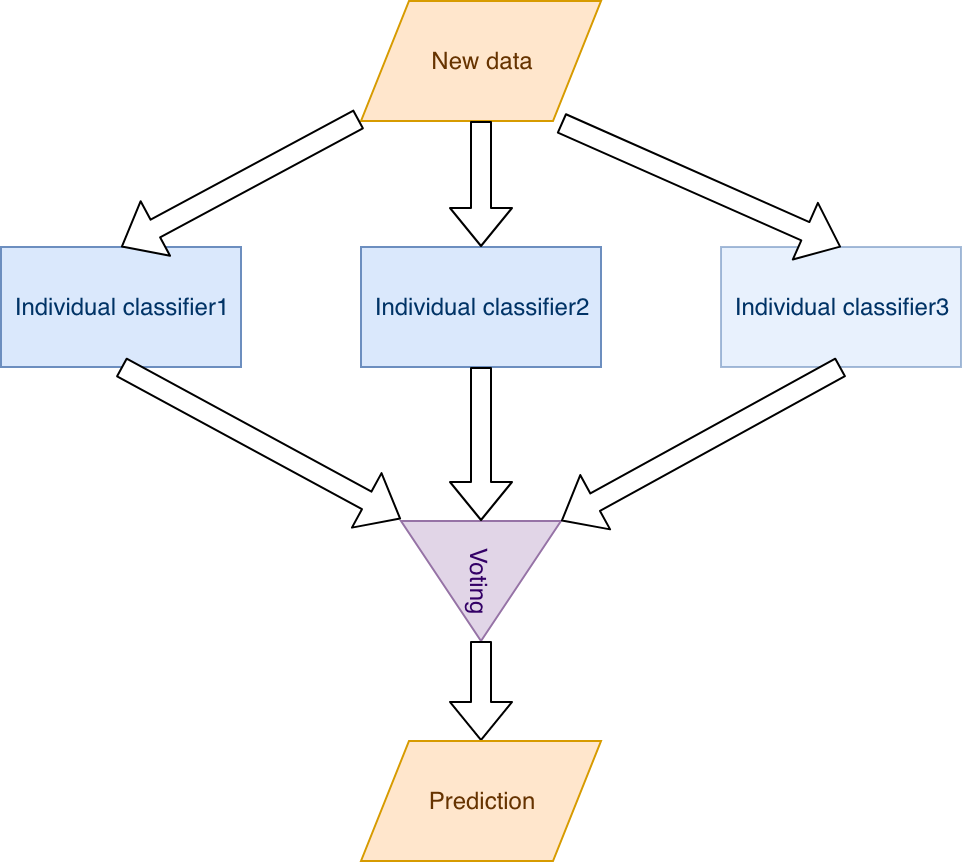 New data
Individual classifier1
Individual classifier2
Individual classifier3
Voting
Prediction